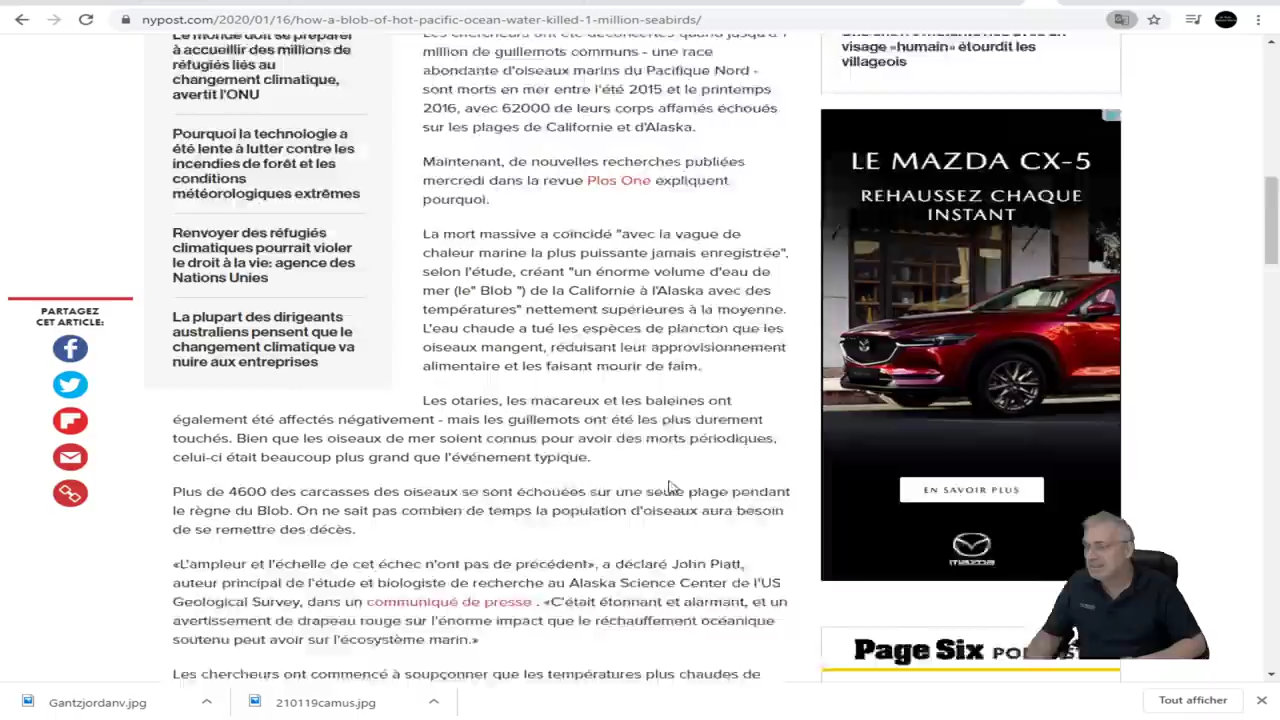 nypost.com/2020/01/16/how-a-blob-of-hot-pacific-ocean-water-killed-1-million-seabirds/
Le monde doit se préparer
à accueillir des millions de
réfugiés liés au
changement climatique,
avertit l'ONU
Pourquoi la technologie a
été lente à lutter contre les
incendies de forêt et les
conditions
météorologiques extrêmes
Renvoyer des réfugiés
climatiques pourrait violer
le droit à la vie: agence des
Nations Unies
La plupart des dirigeants
australiens pensent que le
changement climatique va
nuire aux entreprises
PARTAGEZ
CET ARTICLE:
Les chercheurs ont été déconcertés quand jusqu'à 1
million de guillemots communs - une race
abondante d'oiseaux marins du Pacifique Nord -
sont morts en mer entre l'été 2015 et le printemps
2016, avec 62000 de leurs corps affamés échoués
sur les plages de Californie et d'Alaska.
Maintenant, de nouvelles recherches publiées
mercredi dans la revue Plos One expliquent
pourquoi.
La mort massive a coïncidé "avec la vague de
chaleur marine la plus puissante jamais enregistrée",
selon l'étude, créant "un énorme volume d'eau de
mer (le" Blob ") de la Californie à l'Alaska avec des
températures" nettement supérieures à la moyenne.
L'eau chaude a tué les espèces de plancton que les
oiseaux mangent, réduisant leur approvisionnement
alimentaire et les faisant mourir de faim.
Les otaries, les macareux et les baleines ont
également été affectés négativement - mais les guillemots ont été les plus durement
touchés. Bien que les oiseaux de mer soient connus pour avoir des morts périodiques,
celui-ci était beaucoup plus grand que l'événement typique.
Plus de 4600 des carcasses des oiseaux se sont échouées sur une seule plage pendant
le règne du Blob. On ne sait pas combien de temps la population d'oiseaux aura besoin
de se remettre des décès.
«L'ampleur et l'échelle de cet échec n'ont pas de précédent», a déclaré John Piatt,
auteur principal de l'étude et biologiste de recherche au Alaska Science Center de l'US
Geological Survey, dans un communiqué de presse . «C'était étonnant et alarmant, et un
avertissement de drapeau rouge sur l'énorme impact que le réchauffement océanique
soutenu peut avoir sur l'écosystème marin.»
Les chercheurs ont commencé à soupçonner que les températures plus chaudes de
visage «humain» étourdit les
villageois
LE MAZDA CX-5
REHAUSSEZ CHAQUE
INSTANT
EN SAVOIR PLUS
mazda
Page Six
Gantzjordanv.jpg
210119camus.jpg
Tout afficher